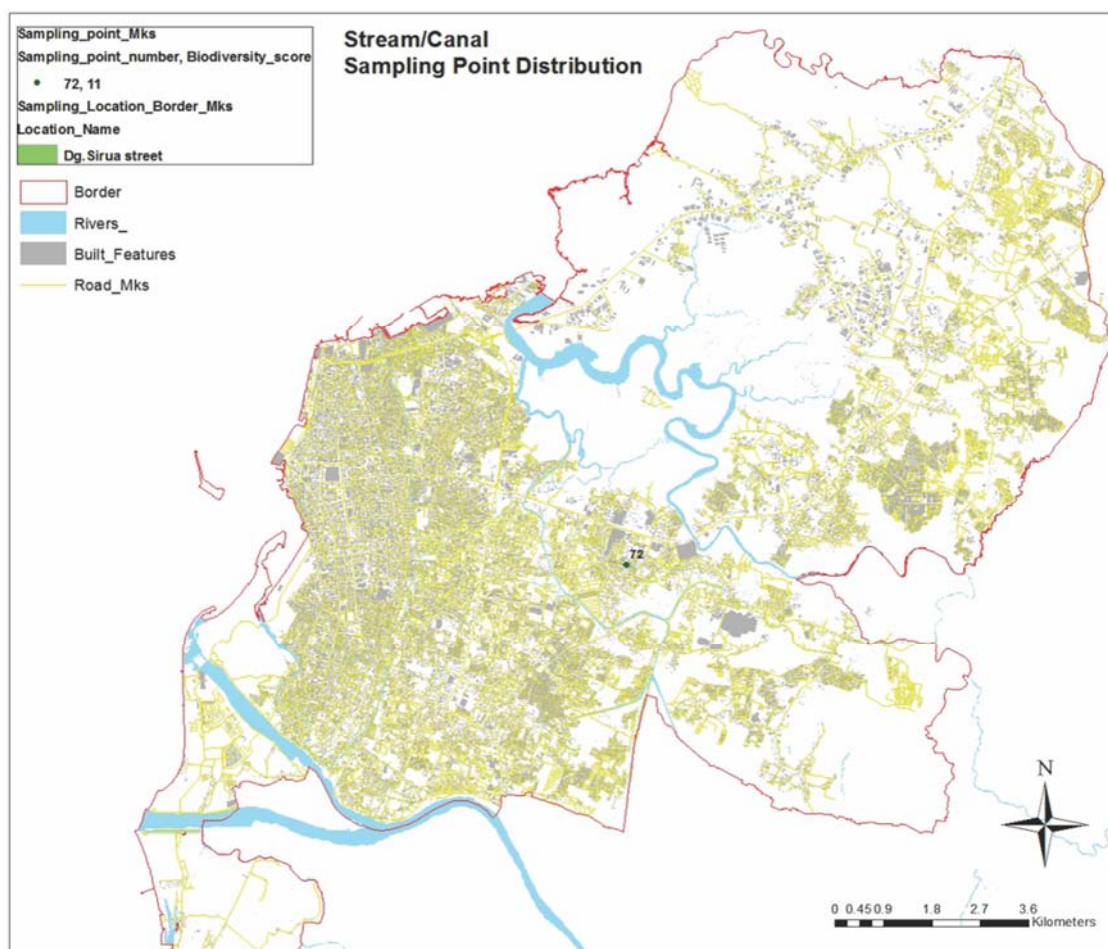 Sampling_point_Mks
Sampling_point_number, Biodiversity_score
72, 11
Sampling_Location_Border_Mks
Location_Name
Dg. Sirua street
Border
Rivers_
Built_Features
Road_Mks
Stream/Canal
Sampling Point Distribution
72
N
0 0.45 0.9 1.8 2.7 3.6
Kilometers